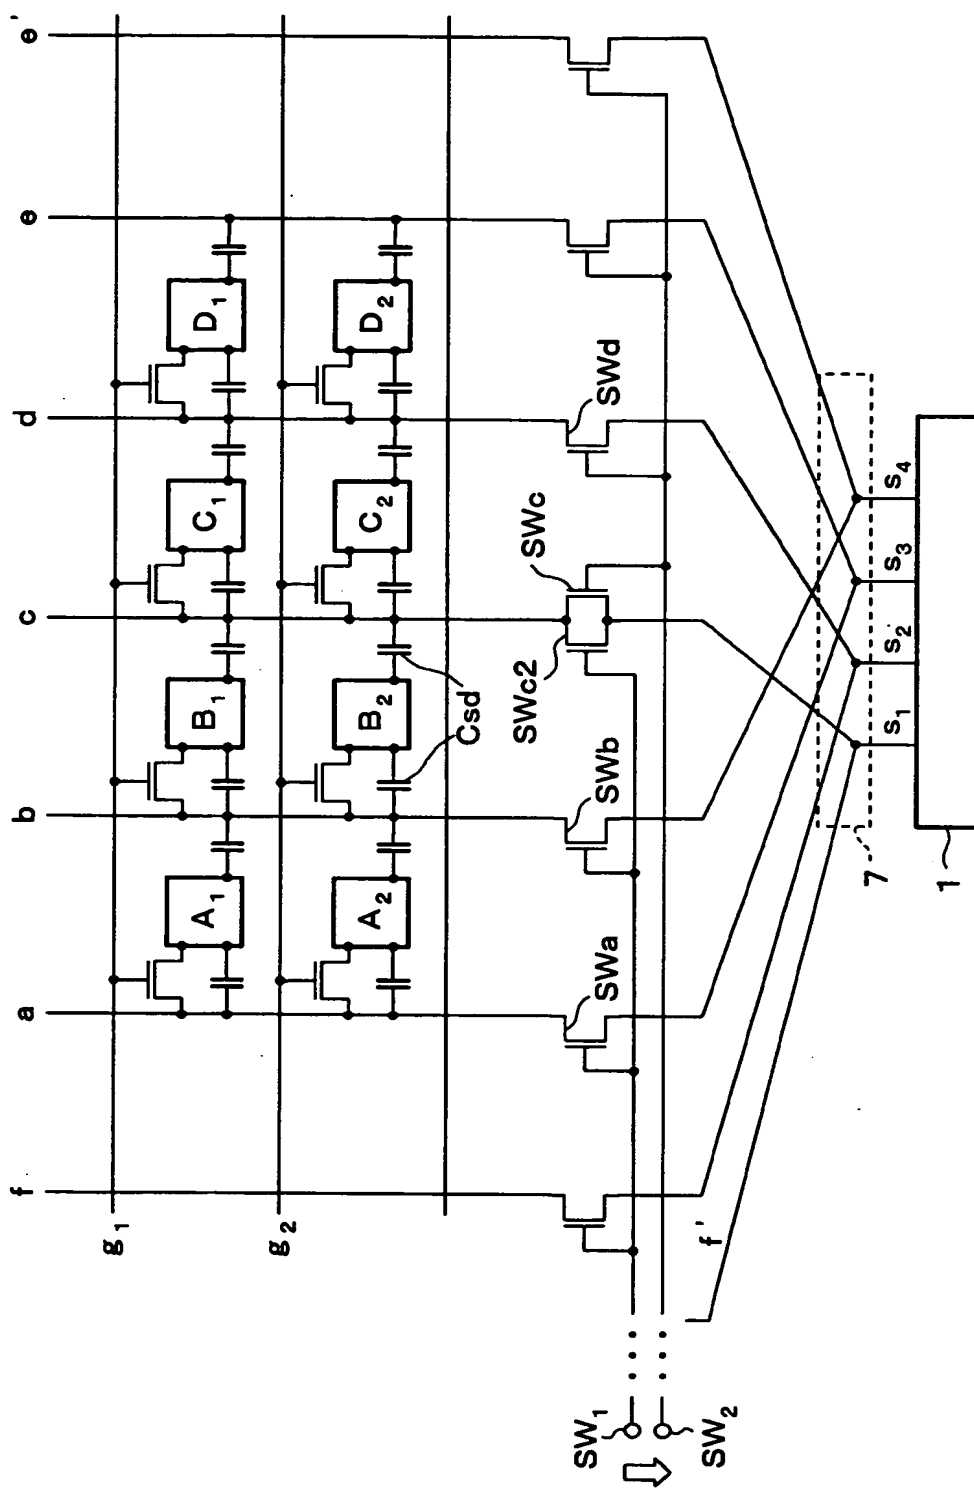 f
a
b
c
d
e
e'
g₁
g₂
A₁
B₁
C₁
D₁
A₂
B₂
C₂
D₂
Csd
SWa
SWb
SWc2
SWc
SWd
SW₁
SW₂
f'
7
s₁
s₂
s₃
s₄
1